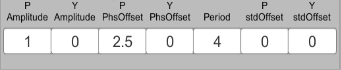 P Y P Y P Y
Amplitude Amplitude PhsOffset PhsOffset Period stdOffset stdOffset
1 0 2.5 0 4 0 0